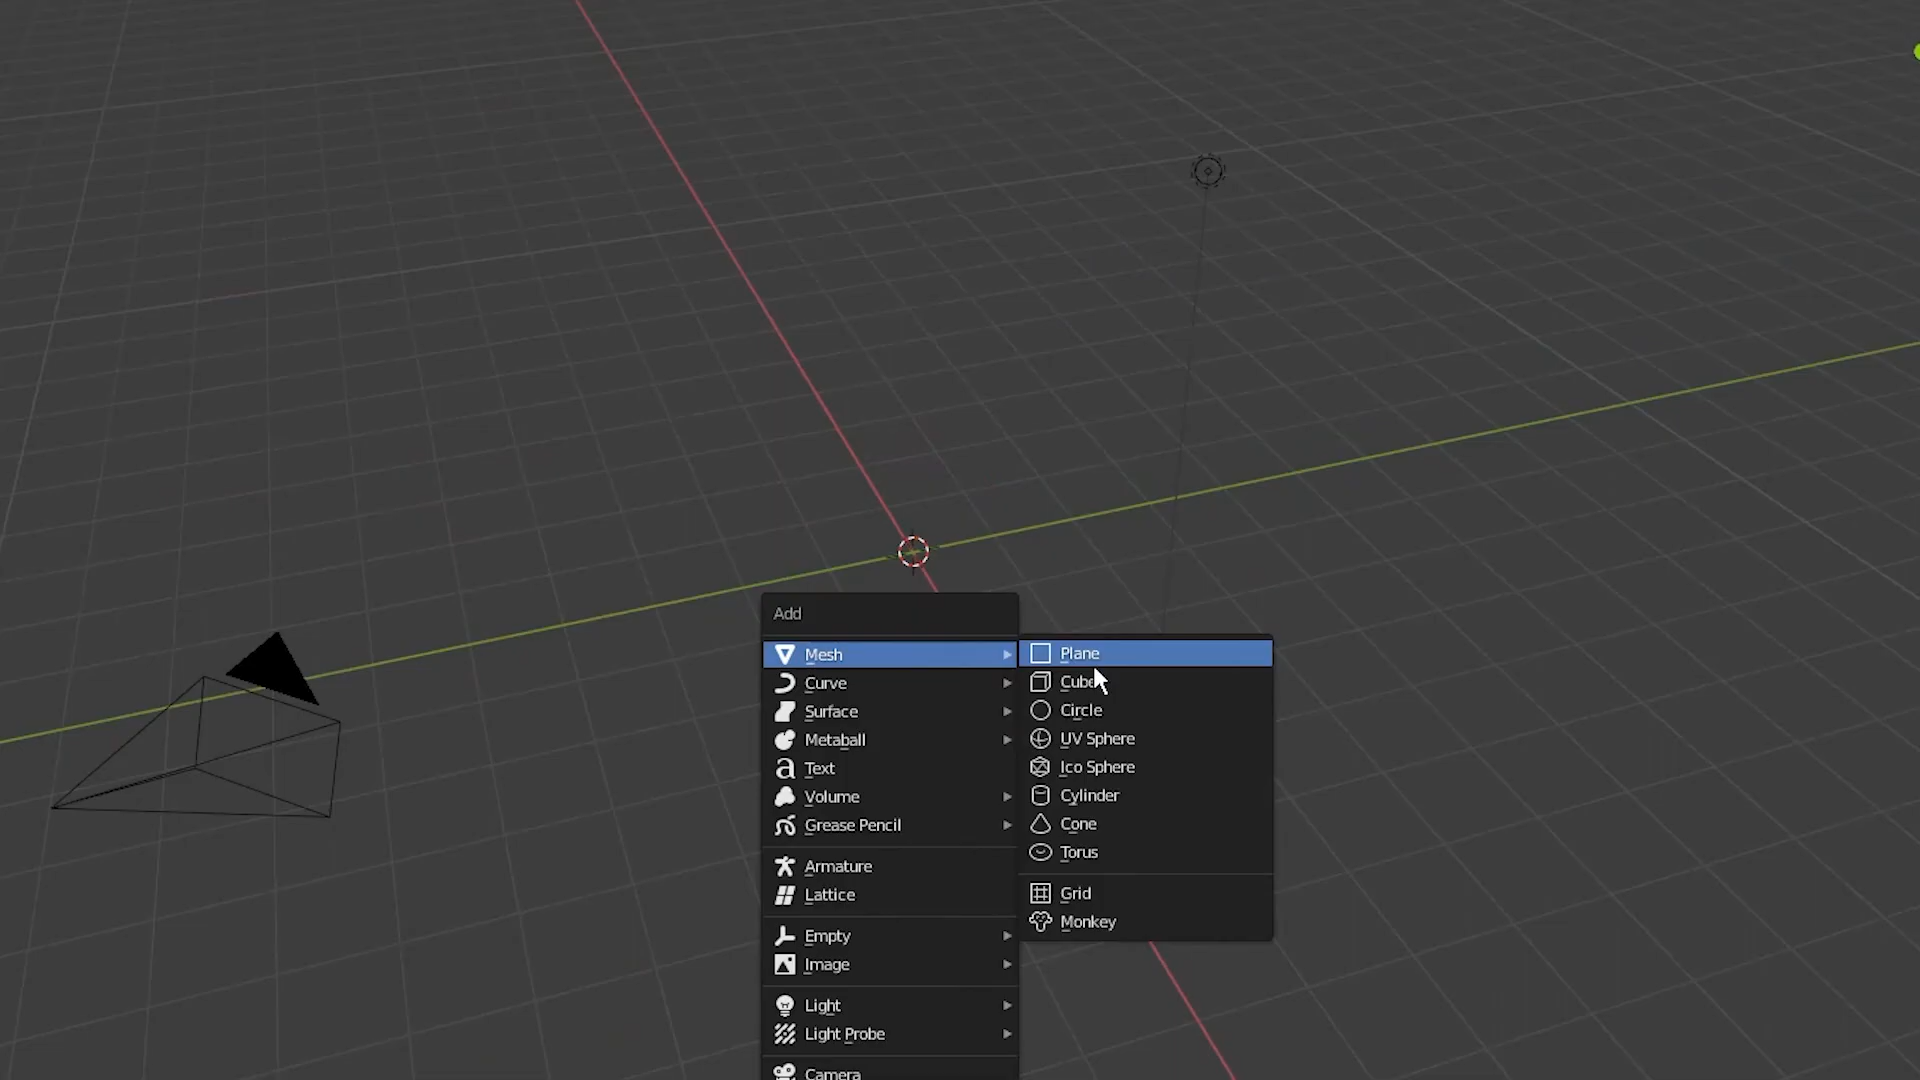 Add
Mesh
Curve
Surface
Metaball
Text
Volume
Grease Pencil
Armature
Lattice
Empty
Image
Light
Light Probe
Camera
Plane
Cube
Circle
UV Sphere
Ico Sphere
Cylinder
Cone
Torus
Grid
Monkey